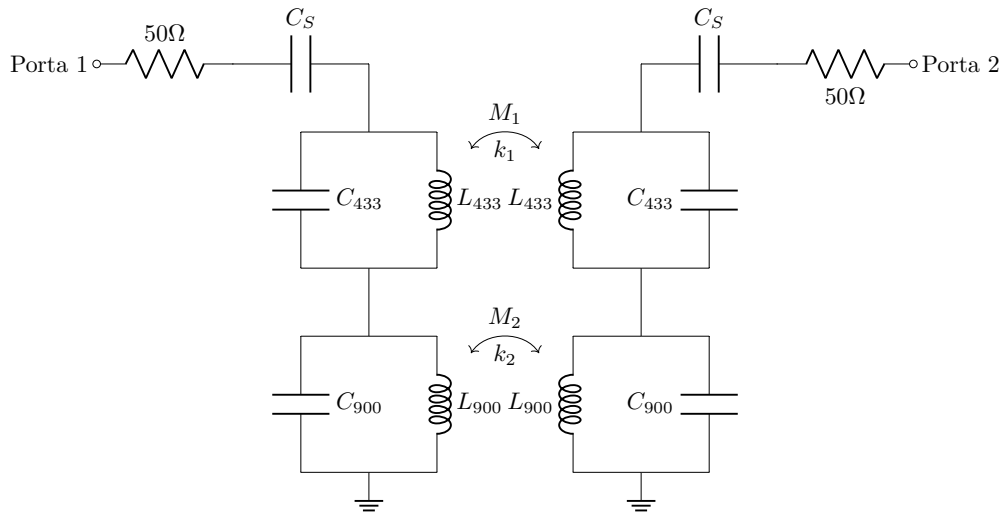 C_S C_S
50Ω
Porta 1 Porta 2
50Ω
M_1
k_1
C_433 L_433 L_433 C_433
M_2
k_2
C_900 L_900 L_900 C_900